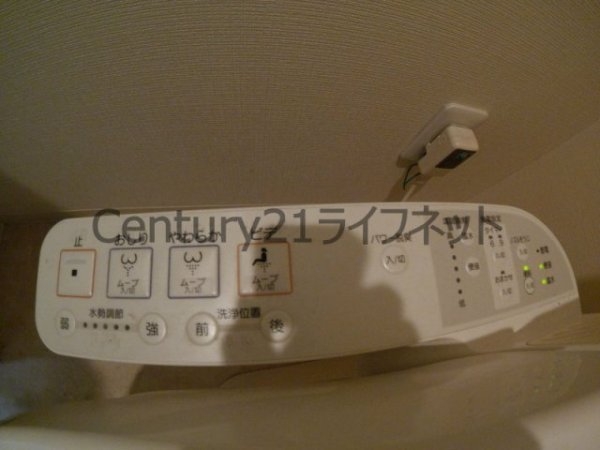 Century21ライフネット
止
おしり
やわらか
ビデ
パワー脱臭
ムーブ
入/切
ムーブ
入/切
ムーブ
入/切
入/切
水勢調節
洗浄位置
弱
強
前
後
便座
低